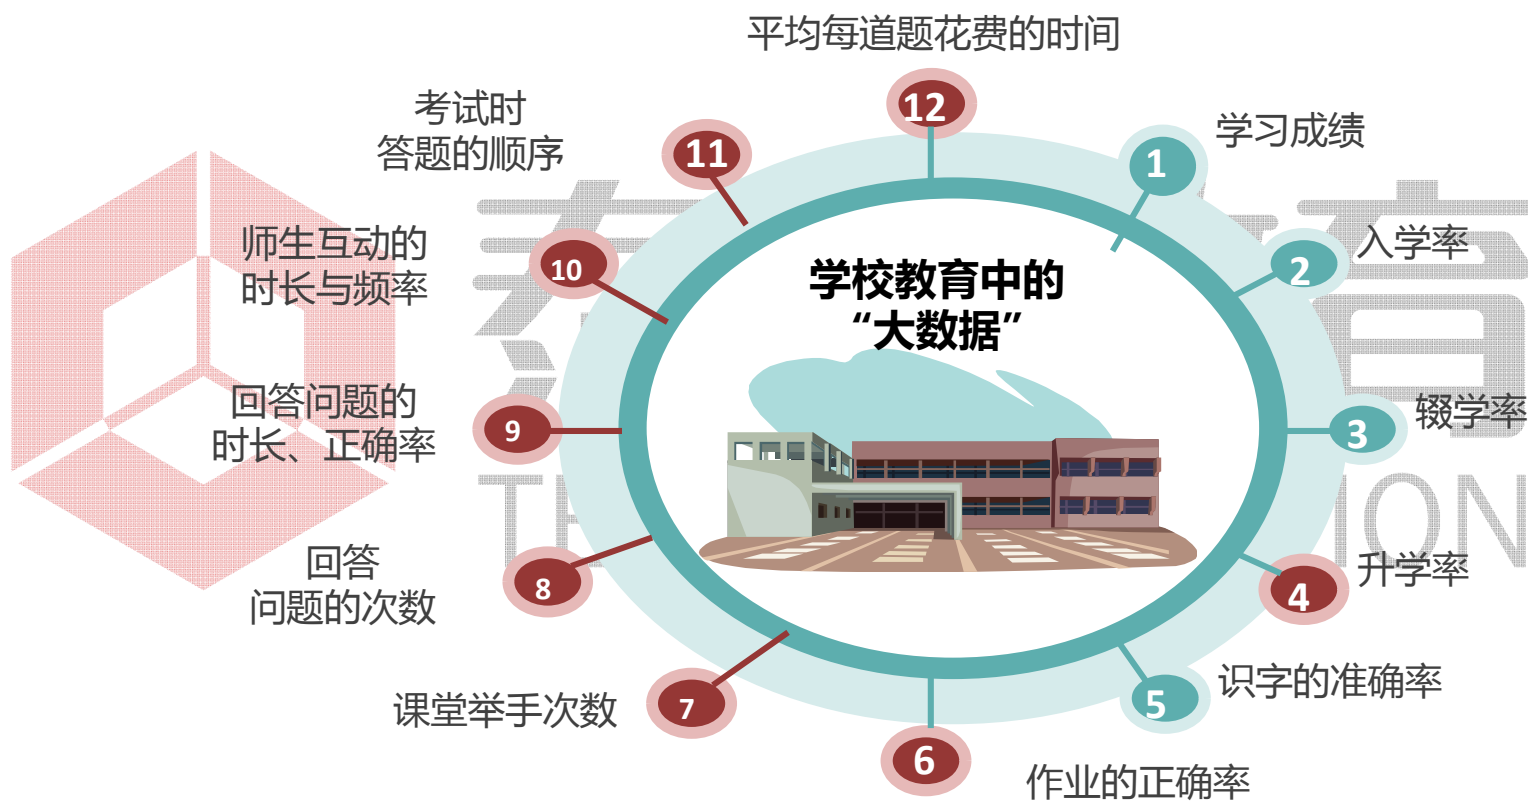 平均每道题花费的时间
12
考试时
答题的顺序
11
学习成绩
1
师生互动的
时长与频率
10
入学率
2
学校教育中的
“大数据”
回答问题的
时长、正确率
9
辍学率
3
回答
问题的次数
8
升学率
4
课堂举手次数
7
识字的准确率
5
作业的正确率
6
育